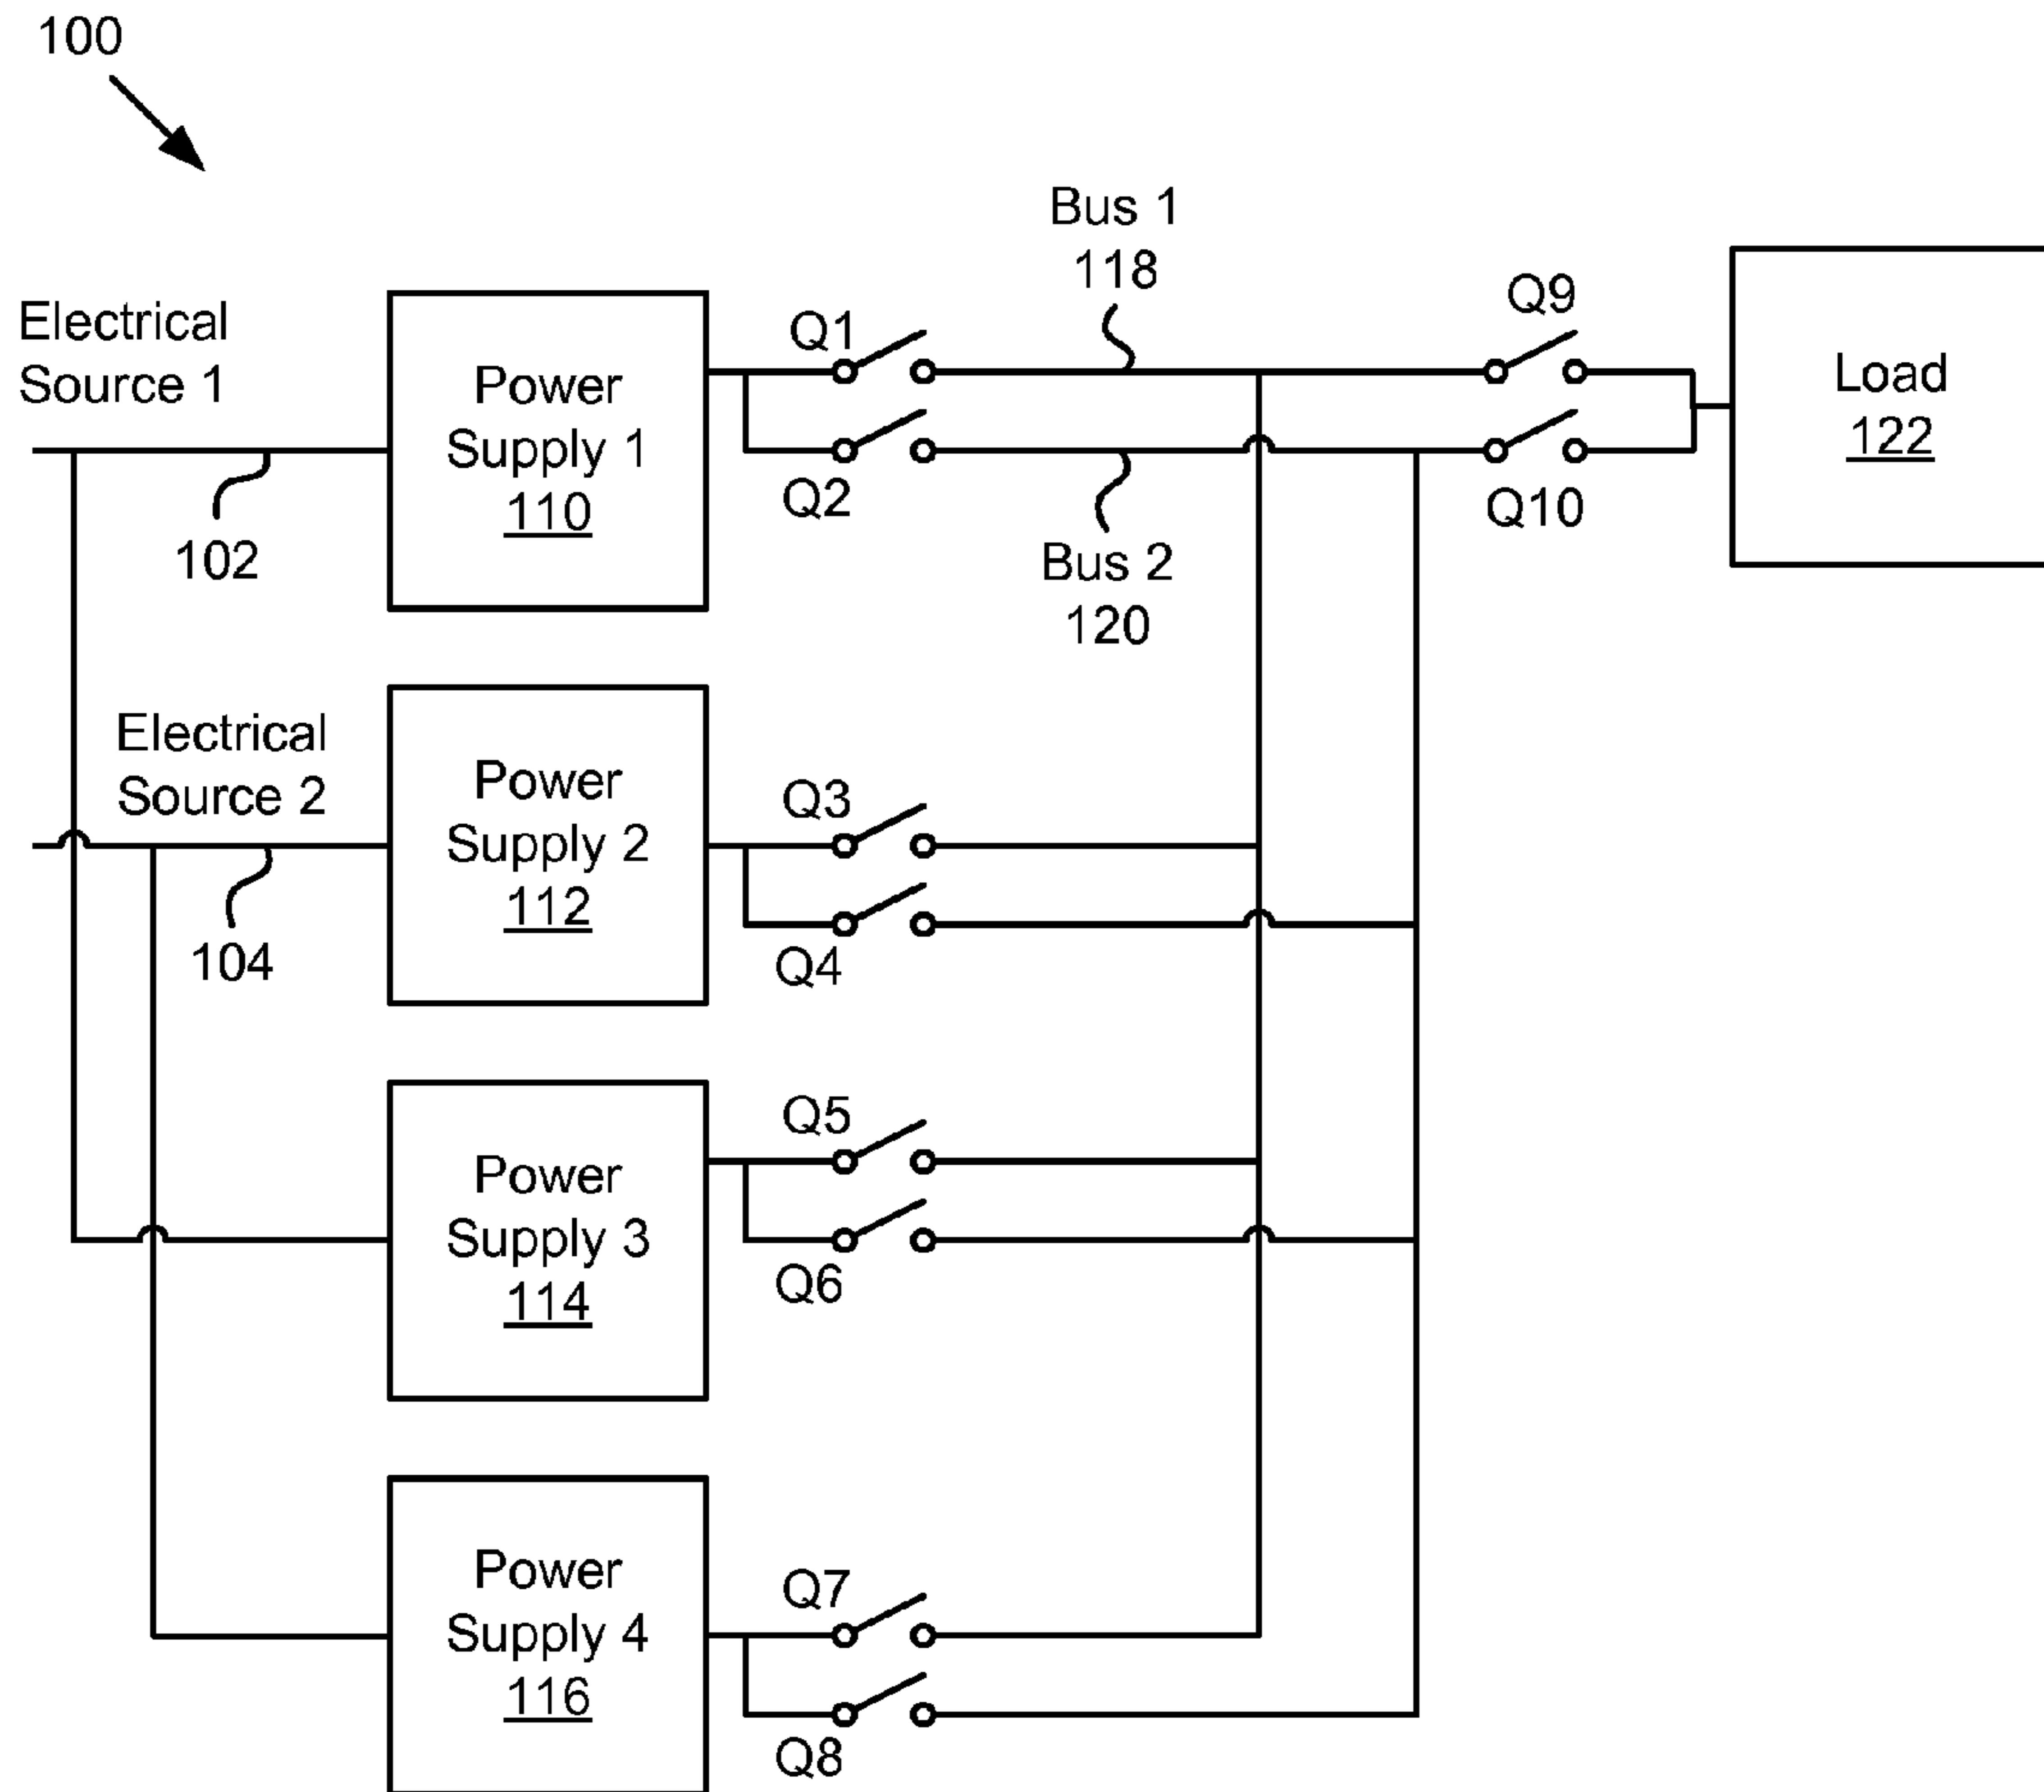 100
Electrical
Source 1
102
Power
Supply 1
110
Q1
Q2
Bus 1
118
Bus 2
120
Q9
Q10
Load
122
Electrical
Source 2
104
Power
Supply 2
112
Q3
Q4
Power
Supply 3
114
Q5
Q6
Power
Supply 4
116
Q7
Q8